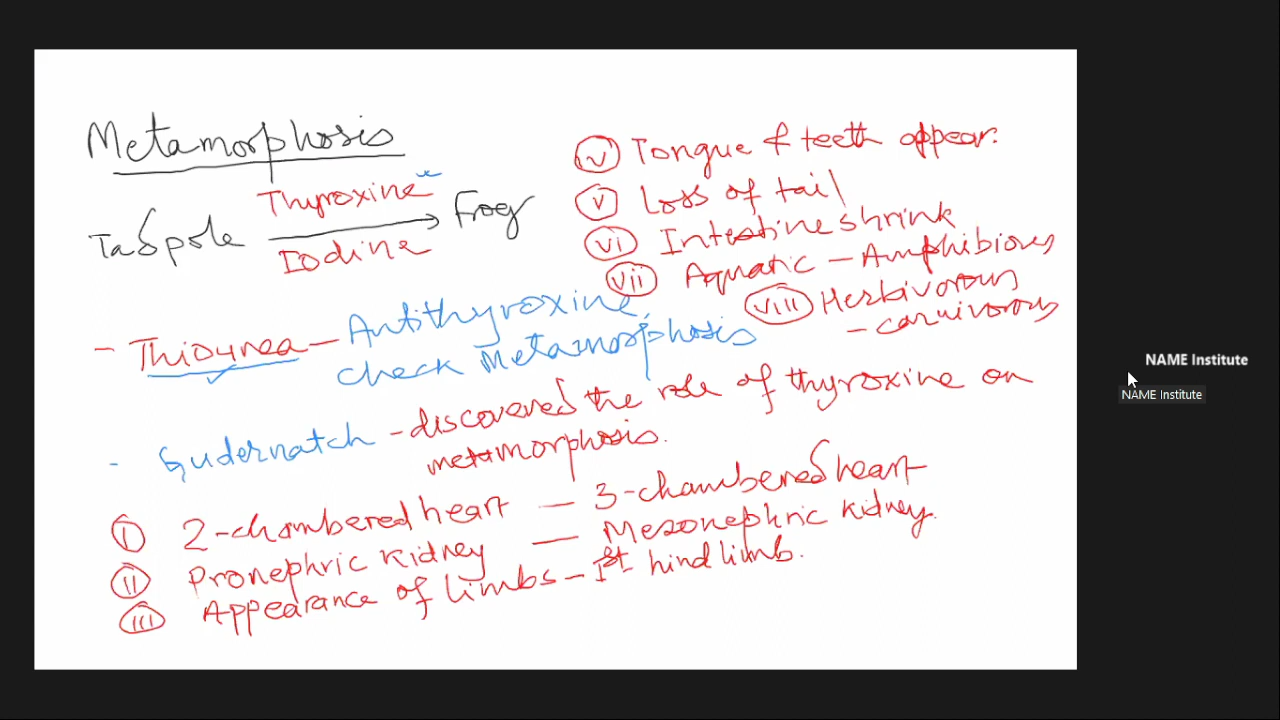 Metamorphosis
Thyroxine
Tadpole → Frog
Iodine
- Thiourea - Antithyroxine,
check Metamorphosis
- Gudernatch - discovered the role of thyroxine on
metamorphosis.
(i) 2-chambered heart — 3-chambered heart
(ii) Pronephric kidney — Mesonephric kidney.
(iii) Appearance of limbs - 1st hind limb.
(v) Tongue & teeth appear.
(v) Loss of tail
(vi) Intestine shrink
(vii) Aquatic - Amphibious
(viii) Herbivorous
- carnivorous
NAME Institute
NAME Institute